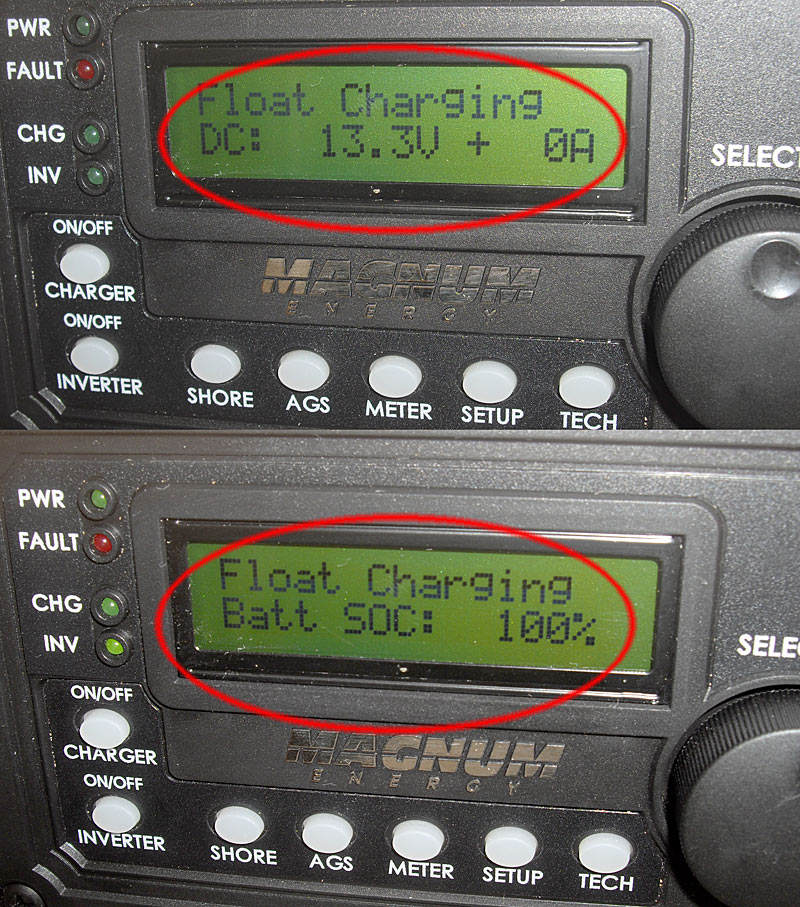 PWR
FAULT
Float Charging
DC: 13.3V + 0A
CHG
INV
SELECT
ON/OFF
CHARGER
MAGNUM
ENERGY
ON/OFF
INVERTER
SHORE AGS METER SETUP TECH
PWR
FAULT
Float Charging
Batt SOC: 100%
CHG
INV
SELEC
ON/OFF
CHARGER
MAGNUM
ENERGY
ON/OFF
INVERTER
SHORE AGS METER SETUP TECH